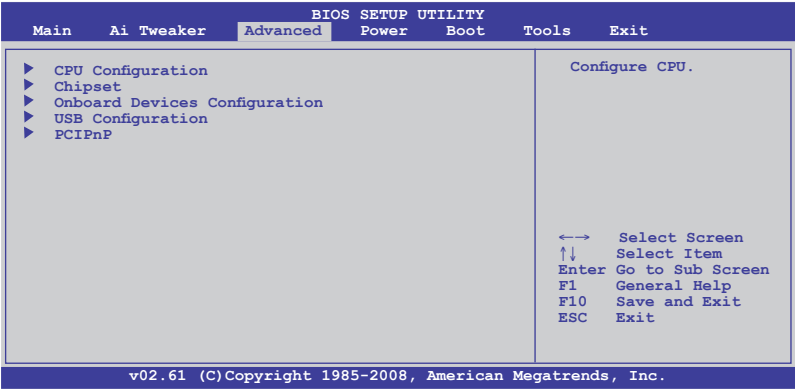 BIOS SETUP UTILITY
Main Ai Tweaker Advanced Power Boot Tools Exit
CPU Configuration
Chipset
Onboard Devices Configuration
USB Configuration
PCIPnP
Configure CPU.
←→ Select Screen
↑↓ Select Item
Enter Go to Sub Screen
F1 General Help
F10 Save and Exit
ESC Exit
v02.61 (C)Copyright 1985-2008, American Megatrends, Inc.